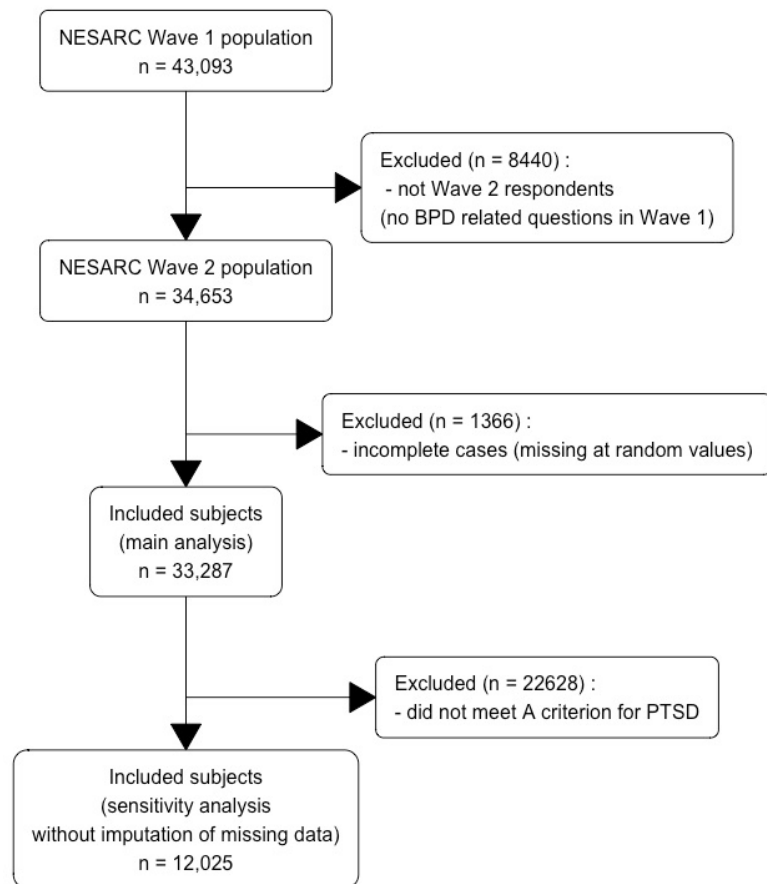 NESARC Wave 1 population
n = 43,093
Excluded (n = 8440) :
- not Wave 2 respondents
(no BPD related questions in Wave 1)
NESARC Wave 2 population
n = 34,653
Excluded (n = 1366) :
- incomplete cases (missing at random values)
Included subjects
(main analysis)
n = 33,287
Excluded (n = 22628) :
- did not meet A criterion for PTSD
Included subjects
(sensitivity analysis
without imputation of missing data)
n = 12,025